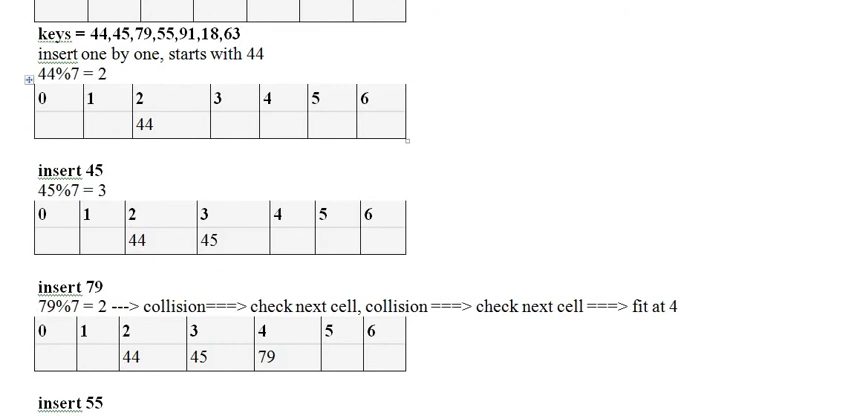 keys = 44,45,79,55,91,18,63
insert one by one, starts with 44
44%7 = 2
0 1 2 3 4 5 6
44
insert 45
45%7 = 3
0 1 2 3 4 5 6
44 45
insert 79
79%7 = 2 ---> collision===> check next cell, collision ===> check next cell ===> fit at 4
0 1 2 3 4 5 6
44 45 79
insert 55